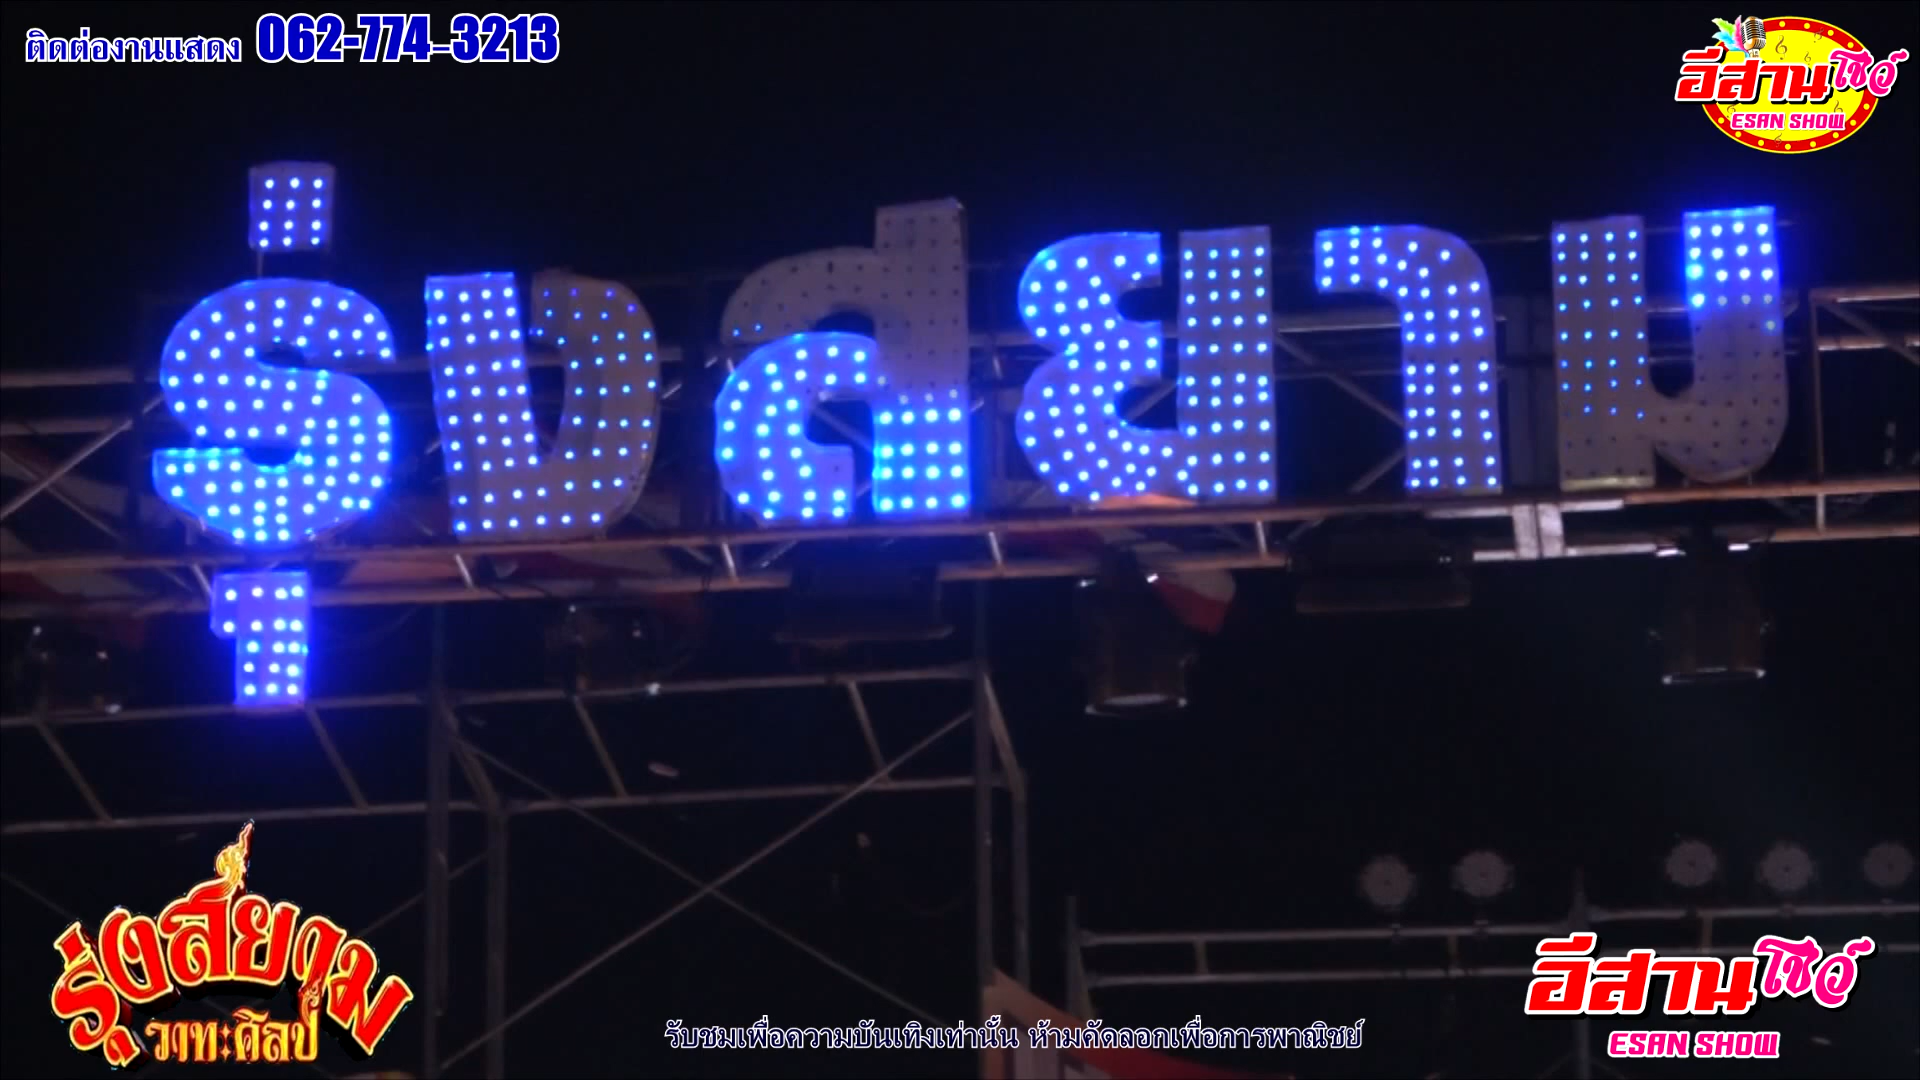 ติดต่องานแสดง 062-774-3213
อีสานโชว์
ESAN SHOW
รุ่งสยาม
รุ่งสยาม
วาทะศิลป์
รับชมเพื่อความบันเทิงเท่านั้น ห้ามคัดลอกเพื่อการพาณิชย์
อีสานโชว์
ESAN SHOW